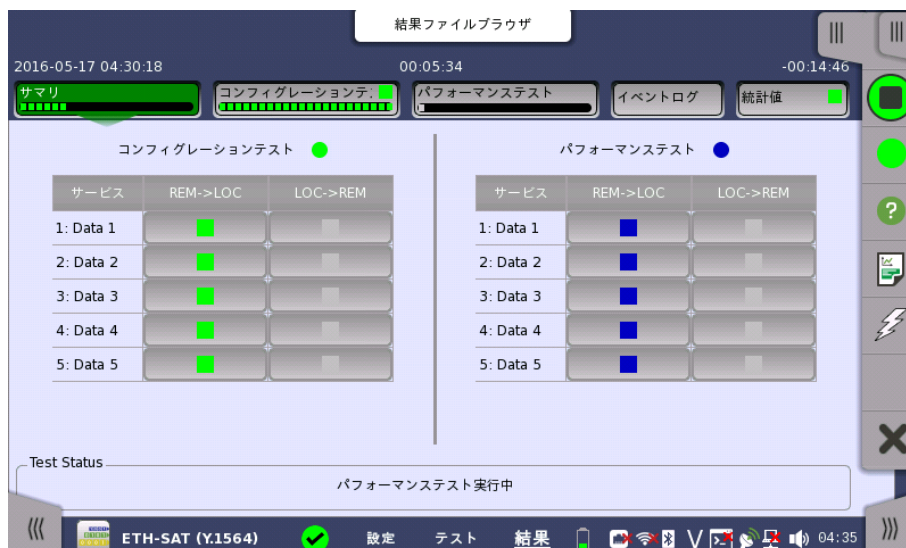 結果ファイルブラウザ
2016-05-17 04:30:18 00:05:34 -00:14:46
サマリ コンフィグレーションテ パフォーマンステスト イベントログ 統計値
コンフィグレーションテスト
サービス REM->LOC LOC->REM
1: Data 1
2: Data 2
3: Data 3
4: Data 4
5: Data 5
パフォーマンステスト
サービス REM->LOC LOC->REM
1: Data 1
2: Data 2
3: Data 3
4: Data 4
5: Data 5
Test Status
パフォーマンステスト実行中
ETH-SAT (Y.1564) 設定 テスト 結果 04:35